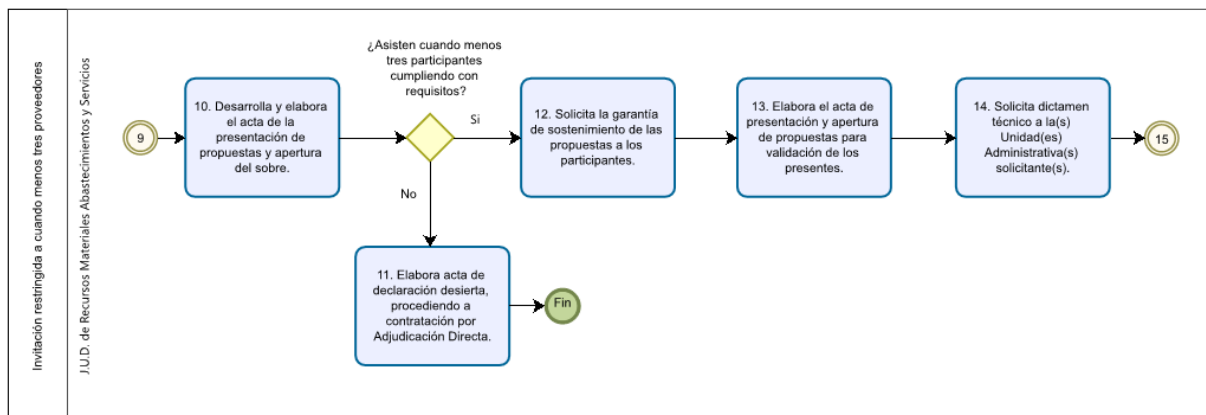 Invitación restringida a cuando menos tres proveedores
J.U.D. de Recursos Materiales Abastecimientos y Servicios
9
10. Desarrolla y elabora
el acta de la
presentación de
propuestas y apertura
del sobre.
¿Asisten cuando menos
tres participantes
cumpliendo con
requisitos?
Si
12. Solicita la garantía
de sostenimiento de las
propuestas a los
participantes.
13. Elabora el acta de
presentación y apertura
de propuestas para
validación de los
presentes.
14. Solicita dictamen
técnico a la(s)
Unidad(es)
Administrativa(s)
solicitante(s).
15
No
11. Elabora acta de
declaración desierta,
procediendo a
contratación por
Adjudicación Directa.
Fin